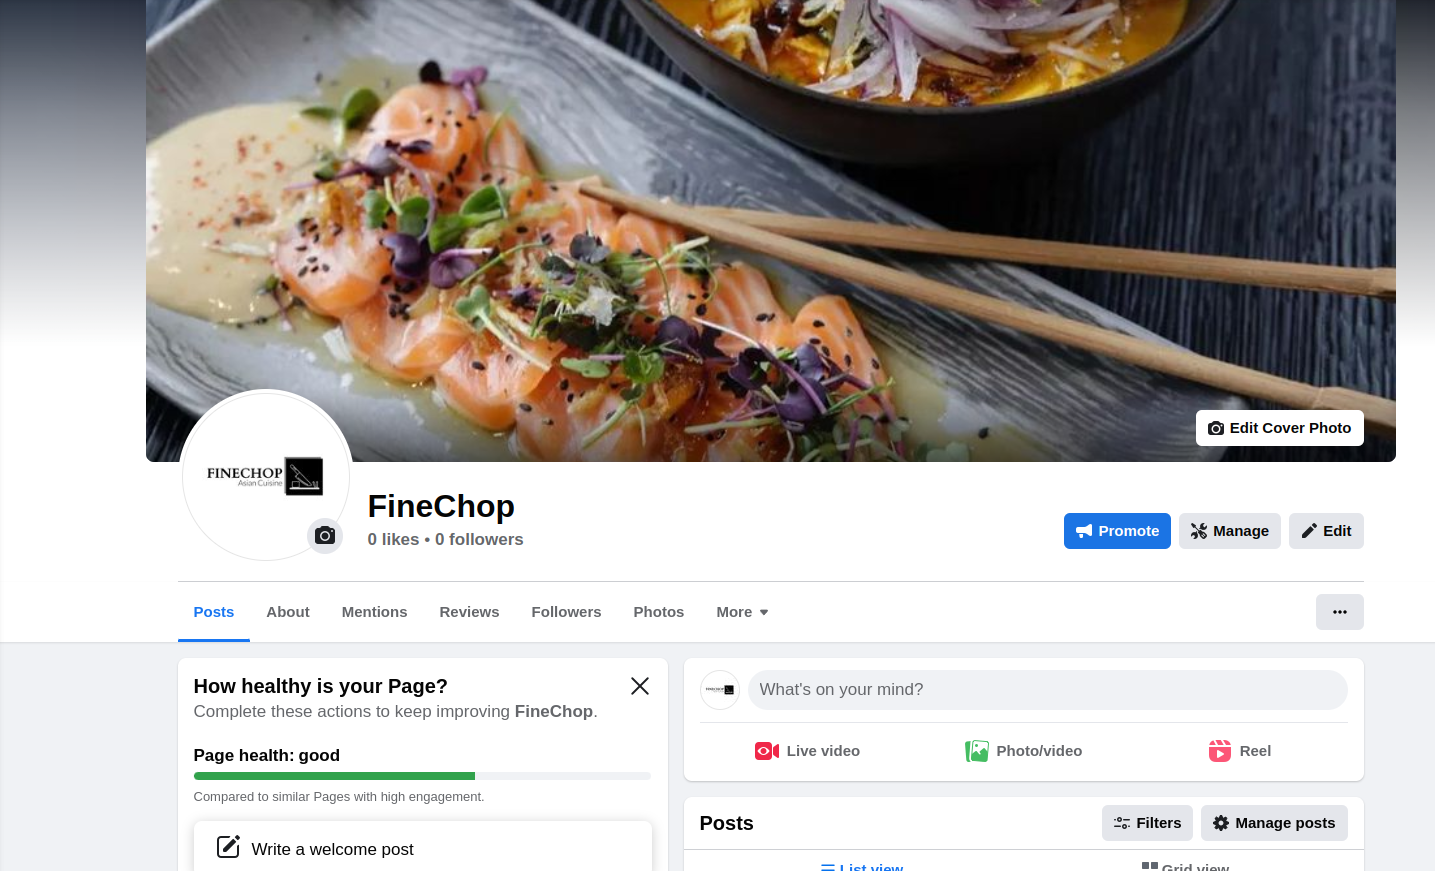 Edit Cover Photo
FINECHOP
Asian Cuisine
FineChop
0 likes • 0 followers
Promote
Manage
Edit
Posts
About
Mentions
Reviews
Followers
Photos
More
How healthy is your Page?
Complete these actions to keep improving FineChop.
Page health: good
Compared to similar Pages with high engagement.
Write a welcome post
What's on your mind?
Live video
Photo/video
Reel
Posts
Filters
Manage posts
List view
Grid view